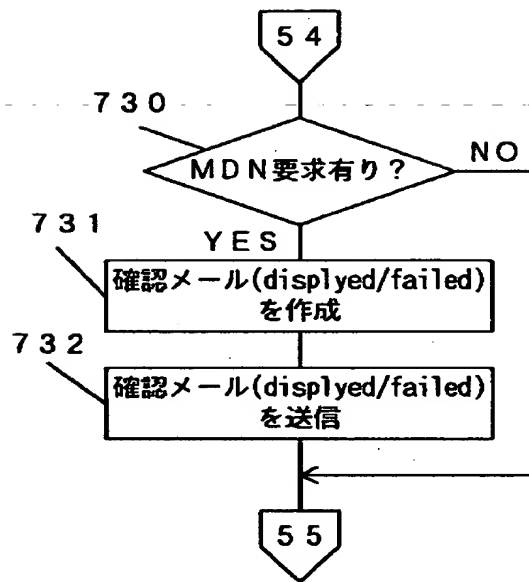 54
730
MDN要求有り?
NO
731
YES
確認メール(displyed/failed)
を作成
732
確認メール(displyed/failed)
を送信
55